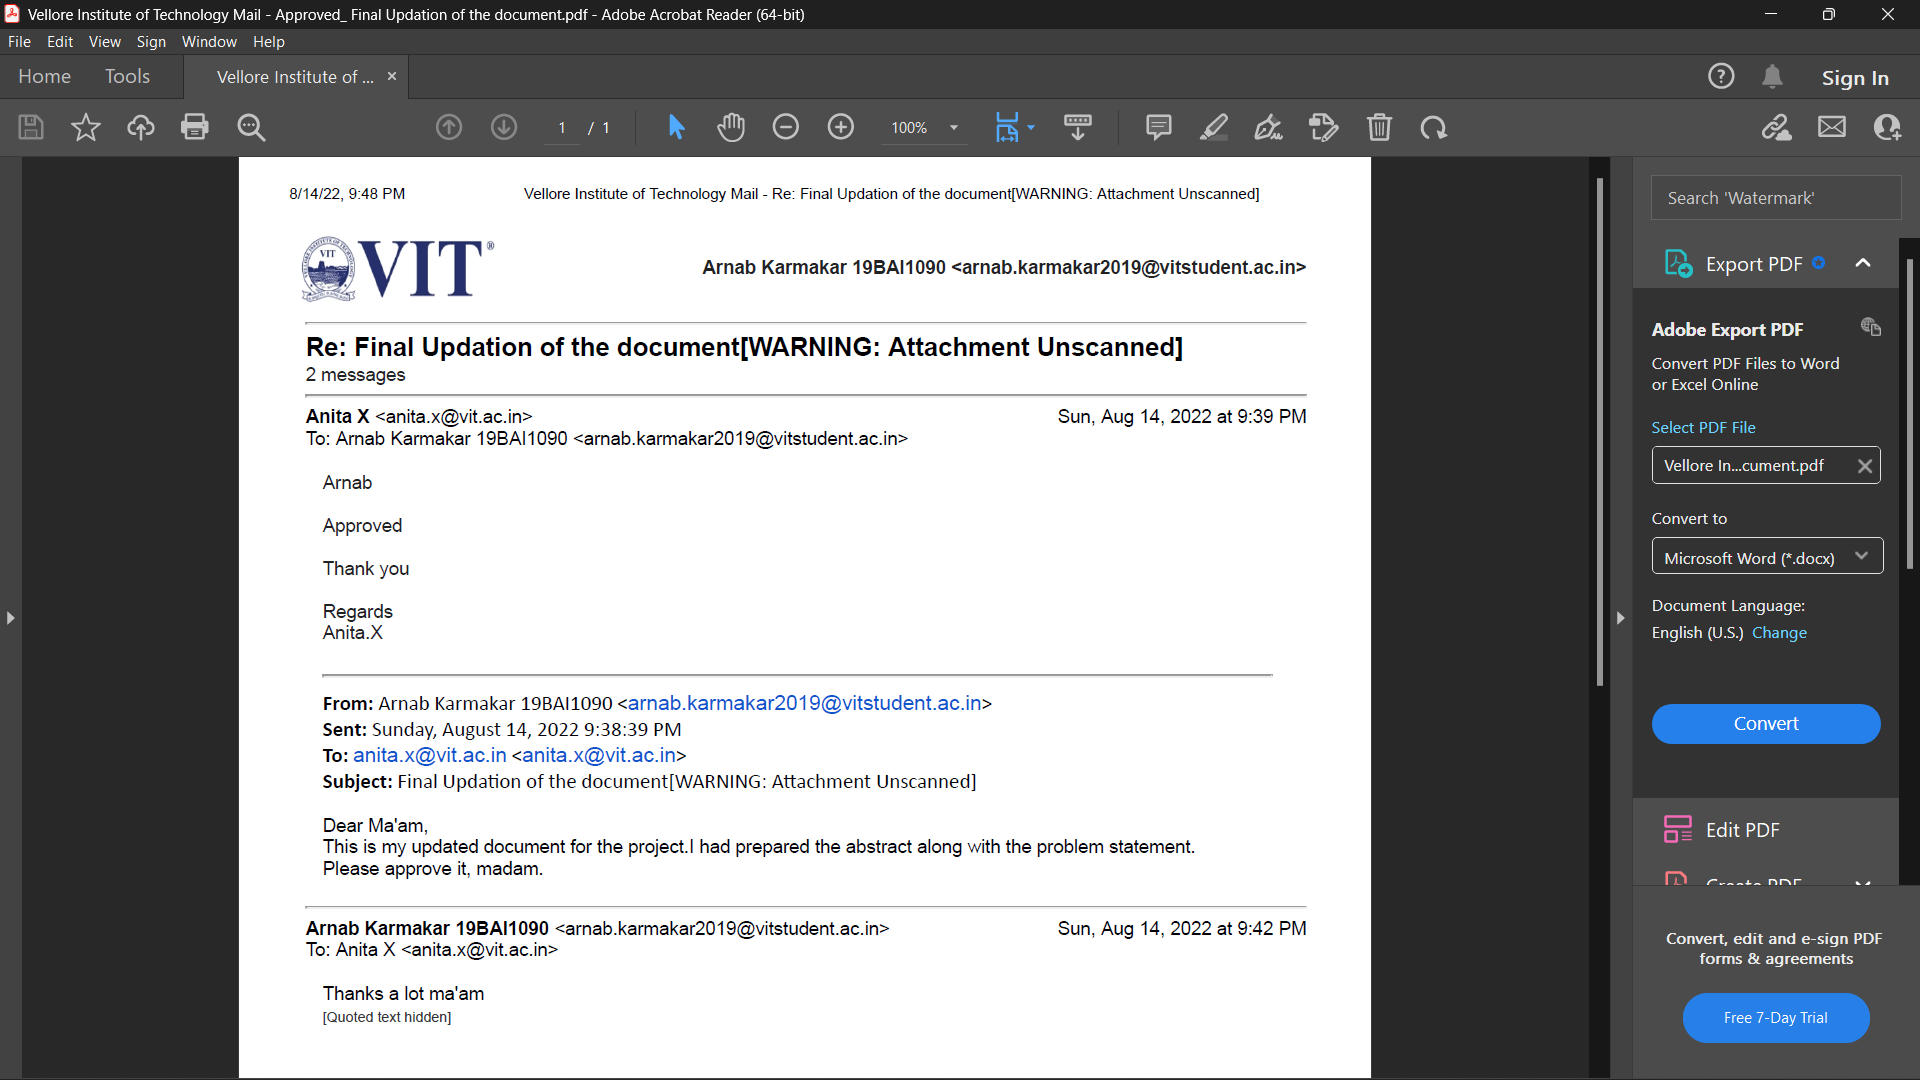 Vellore Institute of Technology Mail - Approved_ Final Updation of the document.pdf - Adobe Acrobat Reader (64-bit)
File Edit View Sign Window Help
Home Tools Vellore Institute of ... Sign In
1 / 1 100%
8/14/22, 9:48 PM Vellore Institute of Technology Mail - Re: Final Updation of the document[WARNING: Attachment Unscanned]
VIT VIT®
Arnab Karmakar 19BAI1090 <arnab.karmakar2019@vitstudent.ac.in>
Re: Final Updation of the document[WARNING: Attachment Unscanned]
2 messages
Anita X <anita.x@vit.ac.in> Sun, Aug 14, 2022 at 9:39 PM
To: Arnab Karmakar 19BAI1090 <arnab.karmakar2019@vitstudent.ac.in>
Arnab
Approved
Thank you
Regards
Anita.X
From: Arnab Karmakar 19BAI1090 <arnab.karmakar2019@vitstudent.ac.in>
Sent: Sunday, August 14, 2022 9:38:39 PM
To: anita.x@vit.ac.in <anita.x@vit.ac.in>
Subject: Final Updation of the document[WARNING: Attachment Unscanned]
Dear Ma'am,
This is my updated document for the project.I had prepared the abstract along with the problem statement.
Please approve it, madam.
Arnab Karmakar 19BAI1090 <arnab.karmakar2019@vitstudent.ac.in> Sun, Aug 14, 2022 at 9:42 PM
To: Anita X <anita.x@vit.ac.in>
Thanks a lot ma'am
[Quoted text hidden]
Search 'Watermark'
Export PDF
Adobe Export PDF
Convert PDF Files to Word
or Excel Online
Select PDF File
Vellore In...cument.pdf
Convert to
Microsoft Word (*.docx)
Document Language:
English (U.S.) Change
Convert
Edit PDF
Create PDF
Convert, edit and e-sign PDF
forms & agreements
Free 7-Day Trial